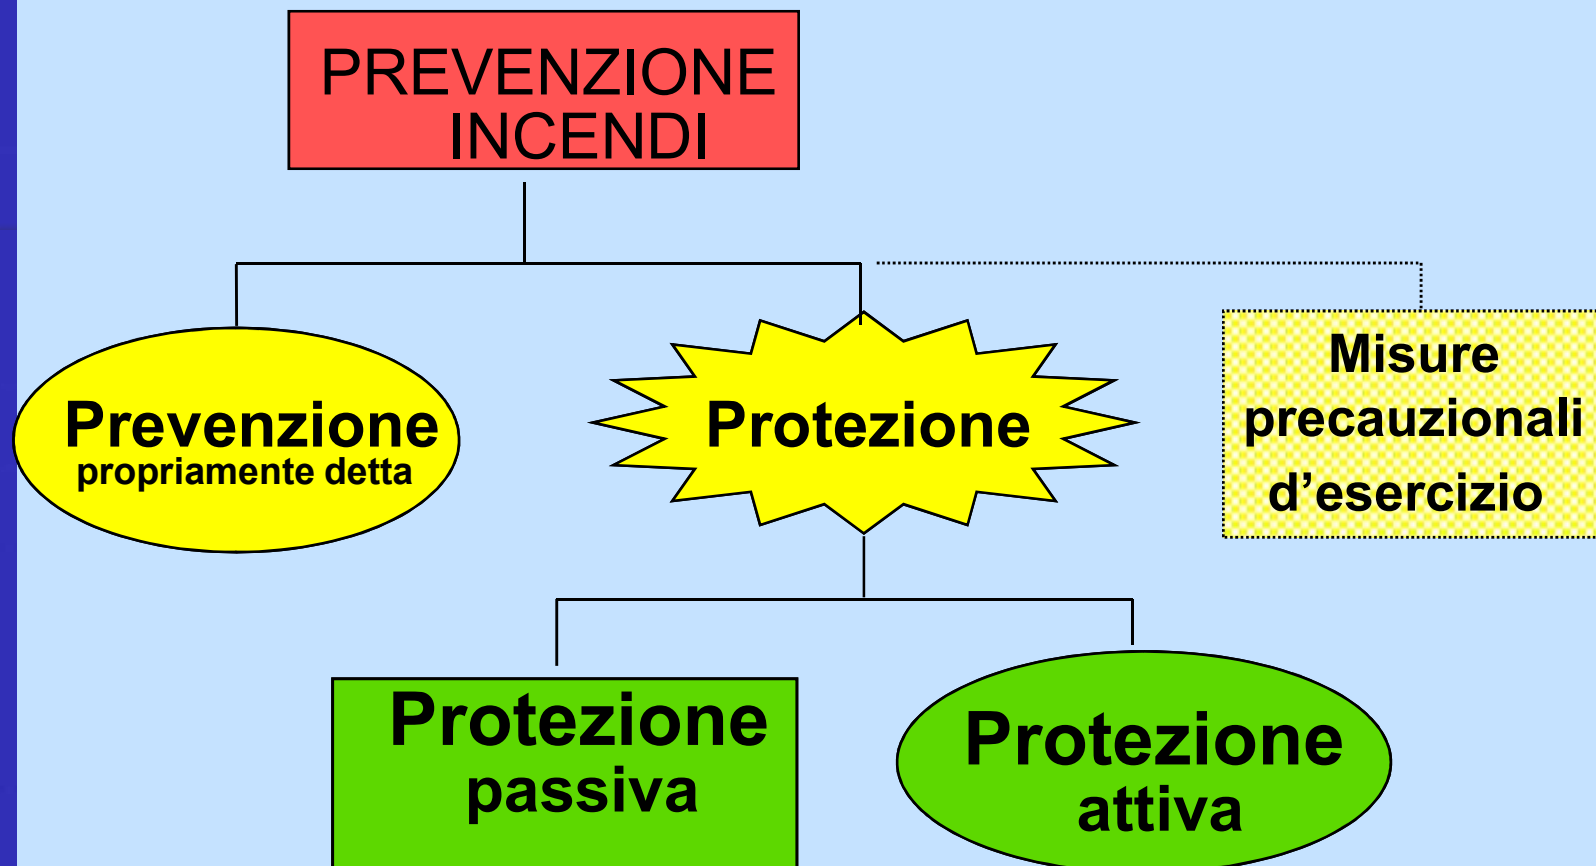 PREVENZIONE
INCENDI
Prevenzione
propriamente detta
Protezione
Misure
precauzionali
d’esercizio
Protezione
passiva
Protezione
attiva